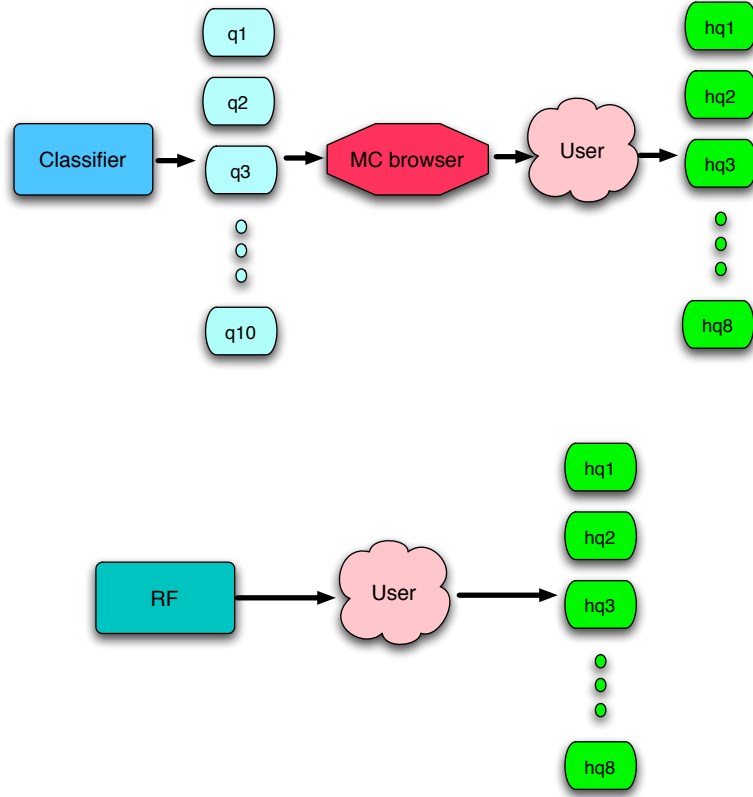 q1
q2
Classifier
q3
q10
MC browser
User
hq1
hq2
hq3
hq8
RF
User
hq1
hq2
hq3
hq8